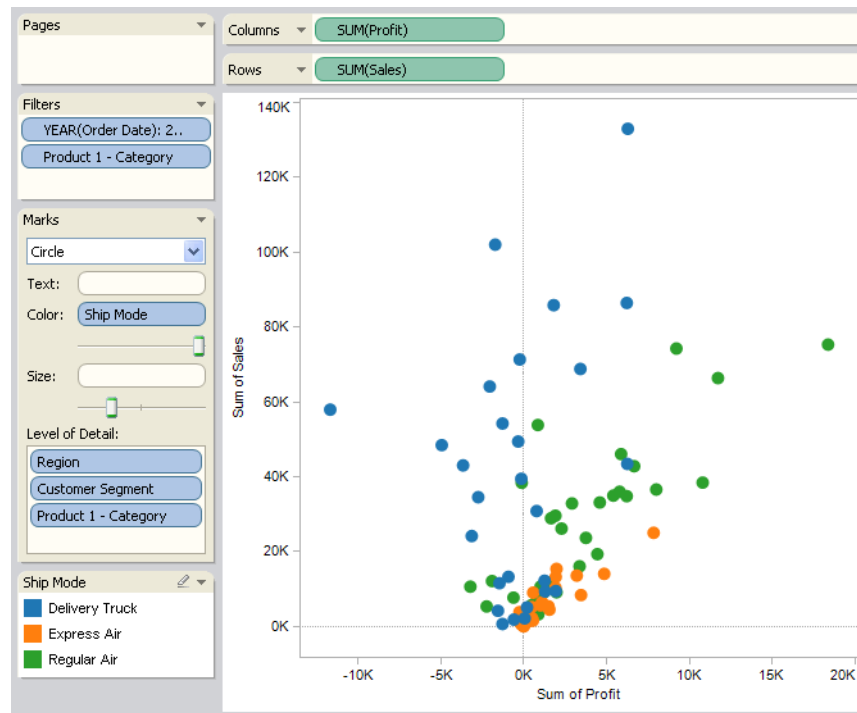 Pages
Columns
SUM(Profit)
Rows
SUM(Sales)
Filters
YEAR(Order Date): 2..
Product 1 - Category
Marks
Circle
Text:
Color:
Ship Mode
Size:
Level of Detail:
Region
Customer Segment
Product 1 - Category
Ship Mode
Delivery Truck
Express Air
Regular Air
140K
120K
100K
80K
60K
40K
20K
0K
Sum of Sales
-10K
-5K
0K
5K
10K
15K
20K
Sum of Profit